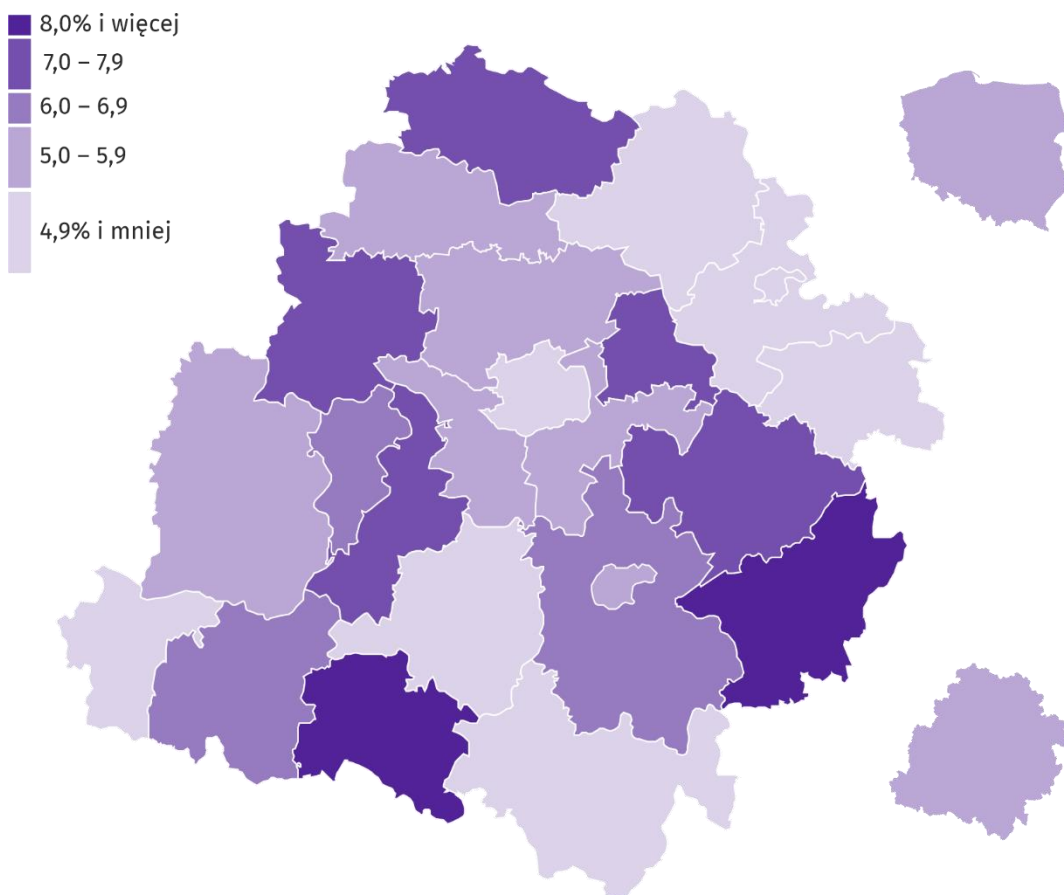 8,0% i więcej
7,0 – 7,9
6,0 – 6,9
5,0 – 5,9
4,9% i mniej